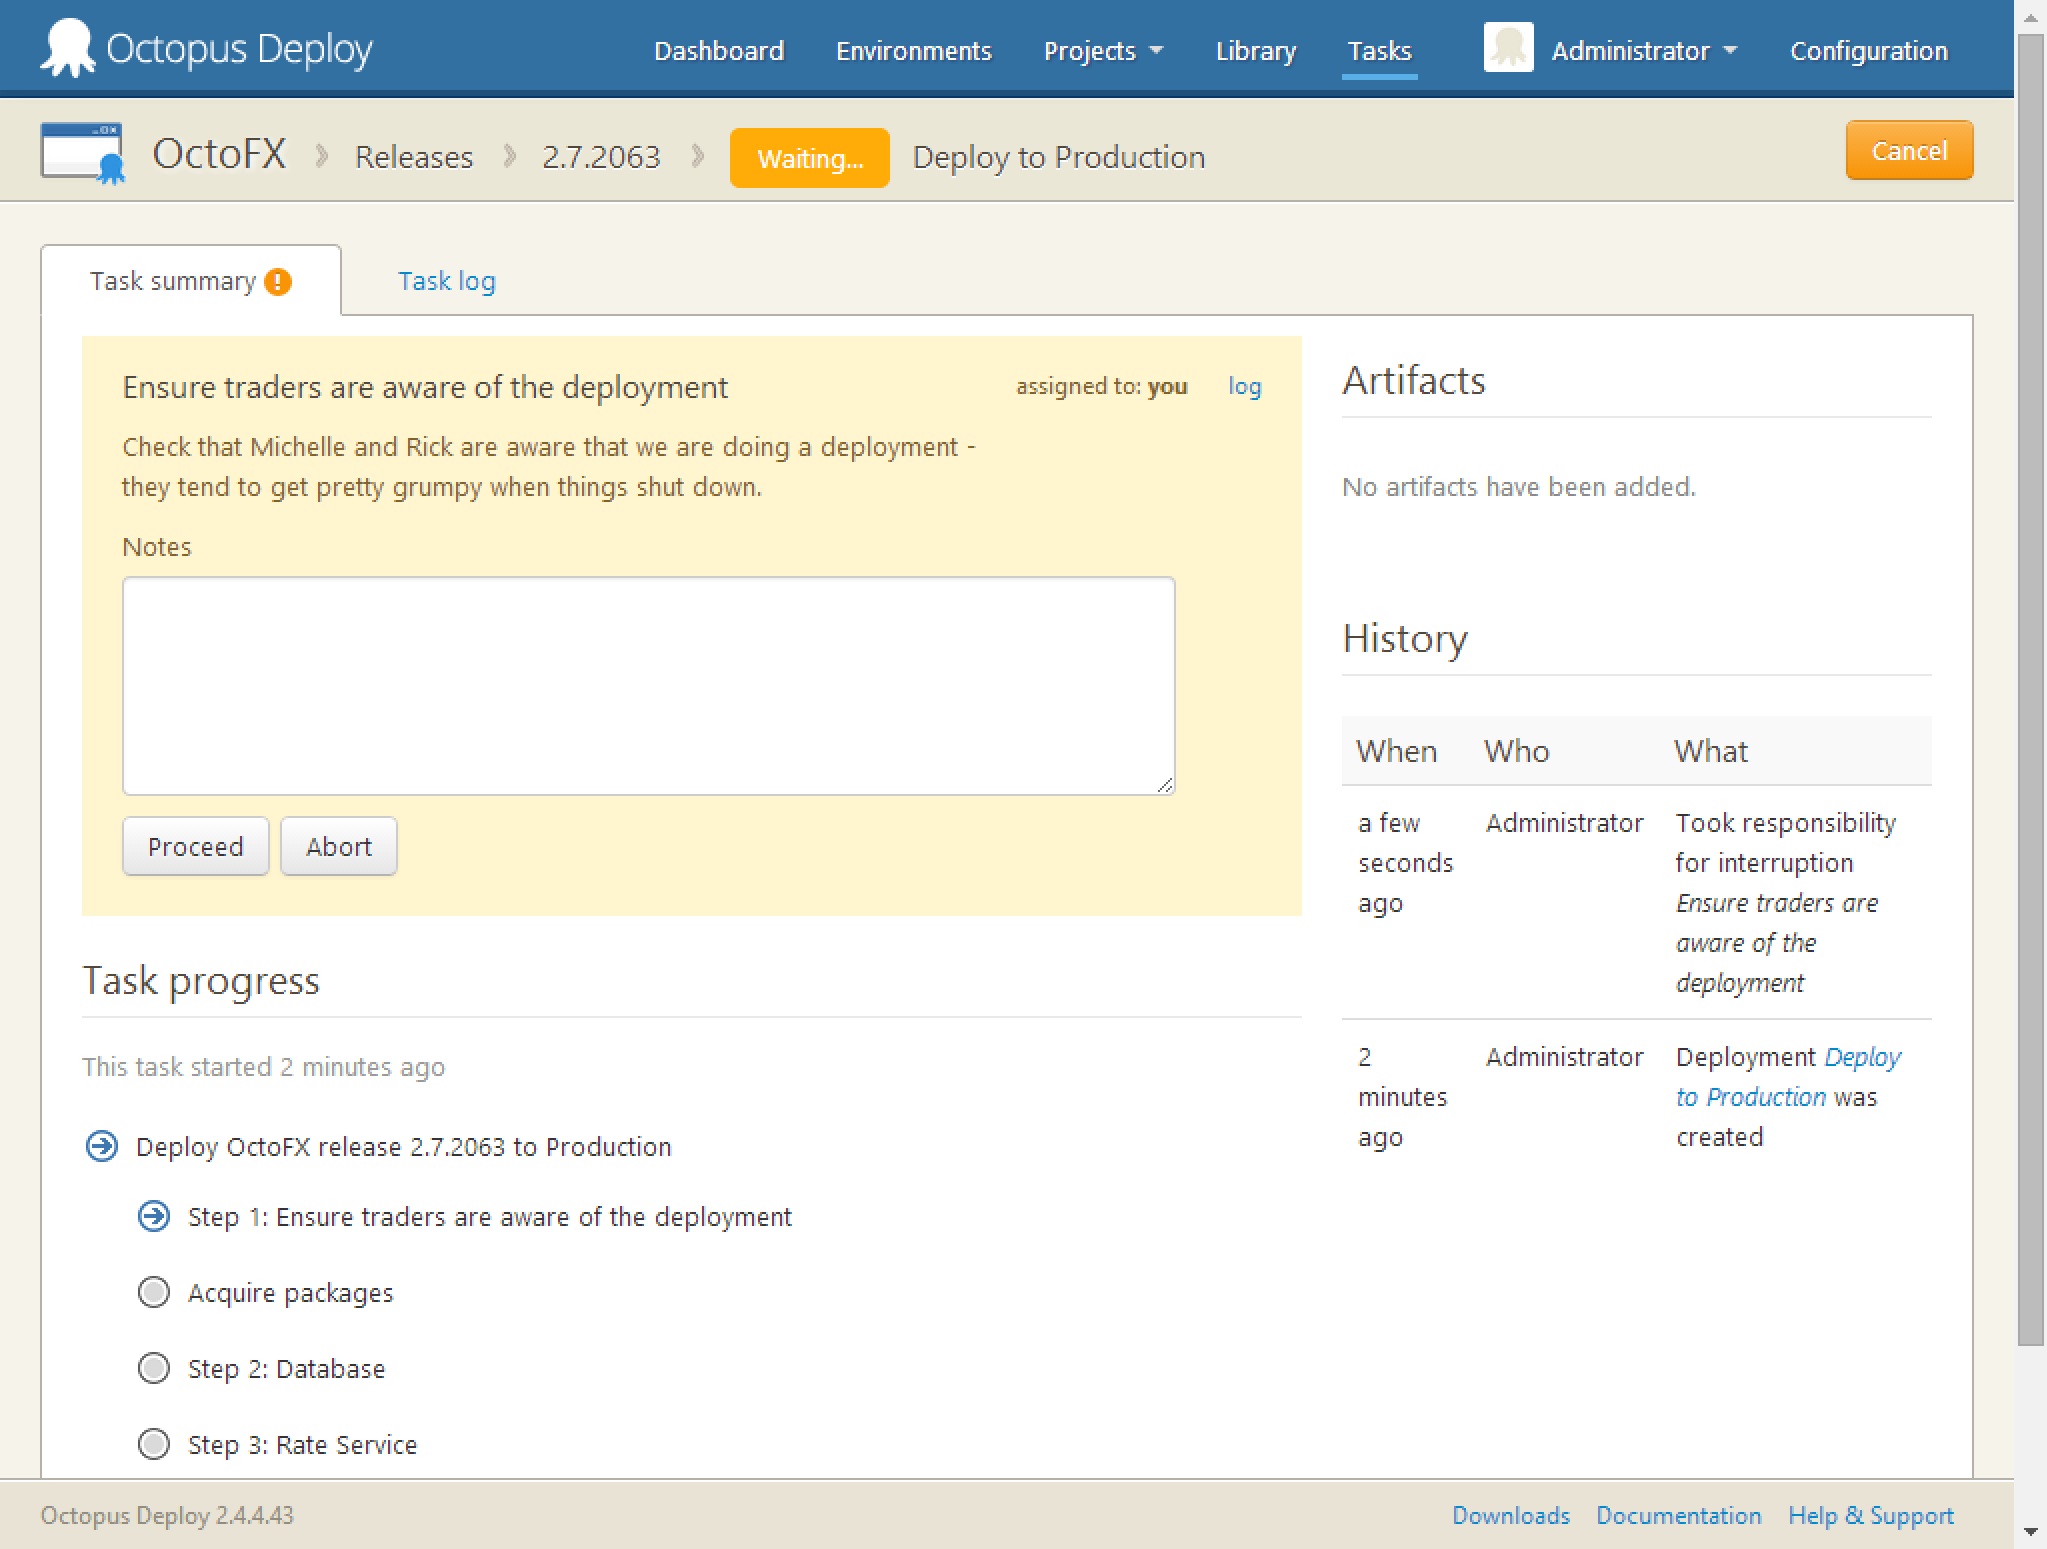 Octopus Deploy
Dashboard Environments Projects Library Tasks Administrator Configuration
OctoFX Releases 2.7.2063 Waiting... Deploy to Production
Cancel
Task summary ! Task log
Ensure traders are aware of the deployment
assigned to: you log
Check that Michelle and Rick are aware that we are doing a deployment -
they tend to get pretty grumpy when things shut down.
Notes
Proceed Abort
Task progress
This task started 2 minutes ago
Deploy OctoFX release 2.7.2063 to Production
Step 1: Ensure traders are aware of the deployment
Acquire packages
Step 2: Database
Step 3: Rate Service
Artifacts
No artifacts have been added.
History
When Who What
a few
seconds
ago
Administrator
Took responsibility
for interruption
Ensure traders are
aware of the
deployment
2
minutes
ago
Administrator
Deployment Deploy
to Production was
created
Octopus Deploy 2.4.4.43
Downloads Documentation Help & Support